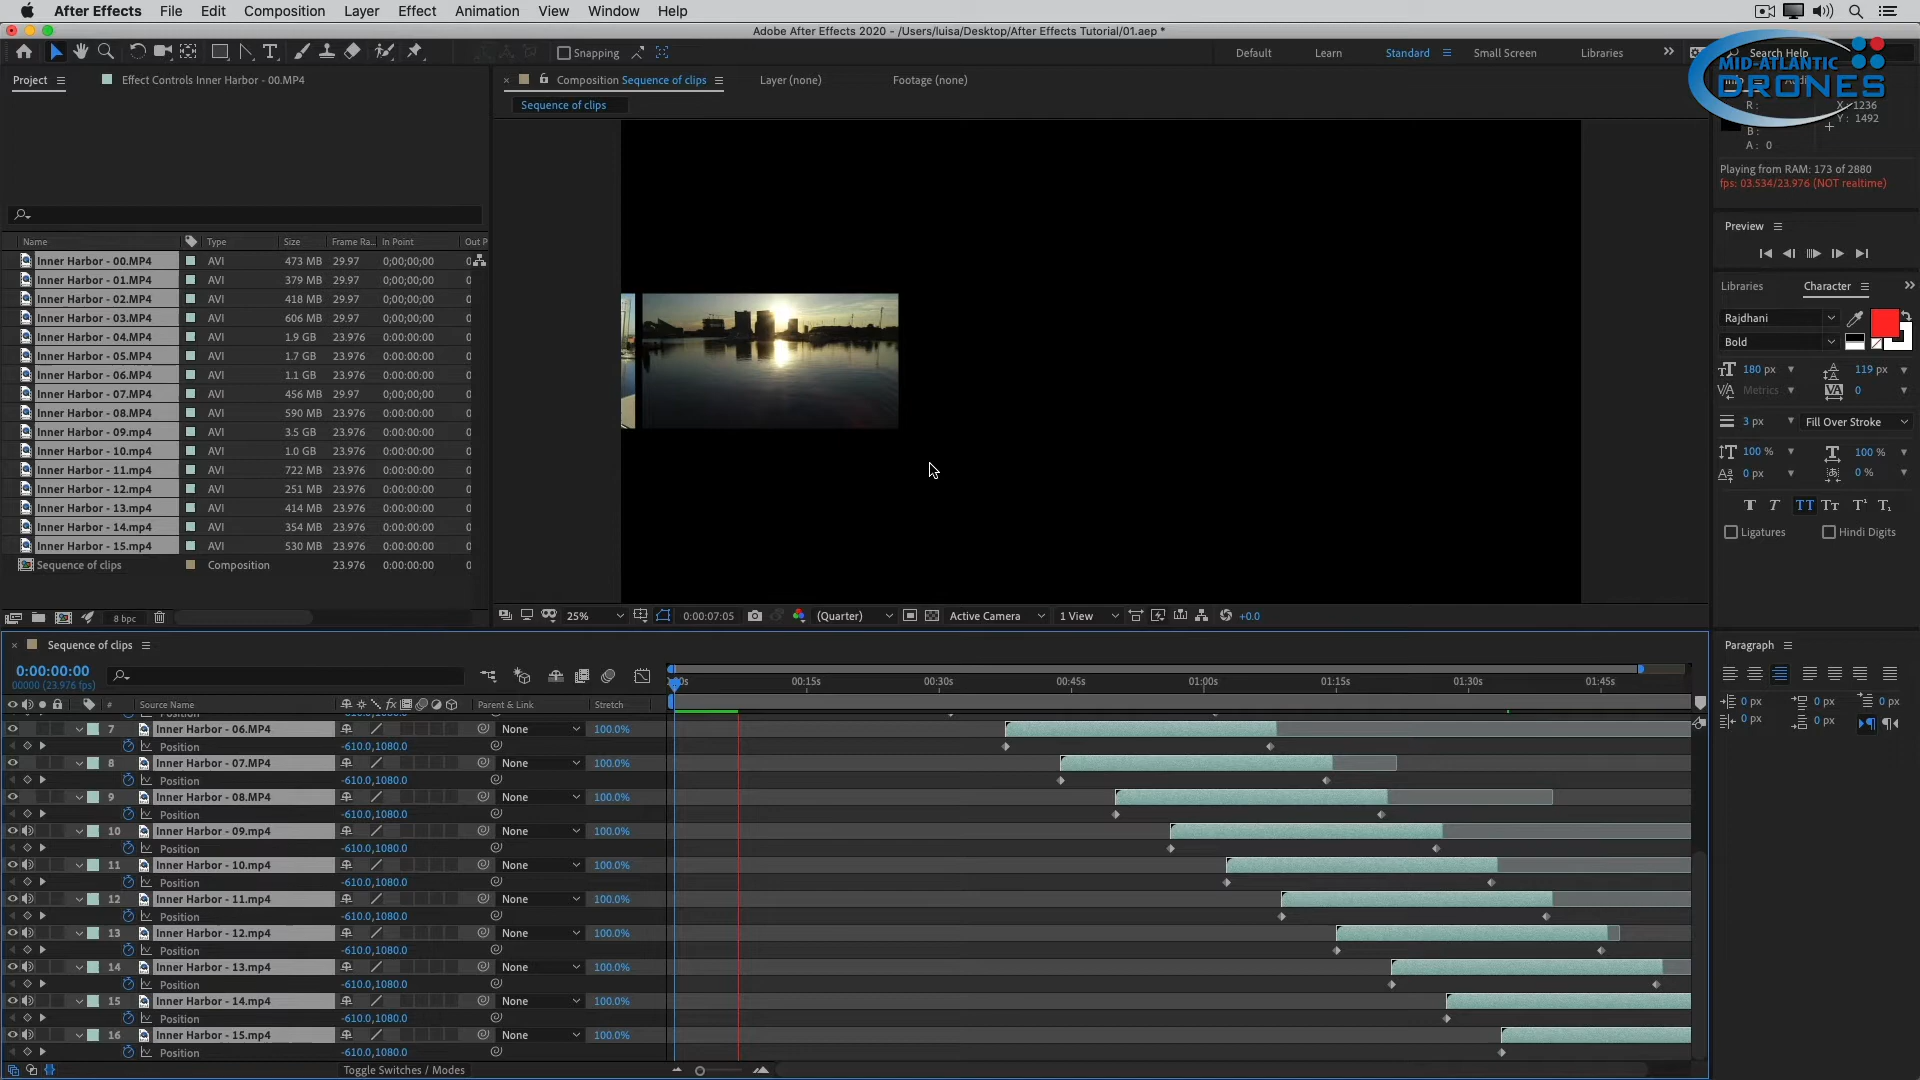 After Effects File Edit Composition Layer Effect Animation View Window Help
Adobe After Effects 2020 - /Users/luisa/Desktop/After Effects Tutorial/01.aep *
Snapping Default Learn Standard Small Screen Libraries Search Help
MID-ATLANTIC
DRONES
Project Effect Controls Inner Harbor - 00.MP4
Composition Sequence of clips Layer (none) Footage (none)
Sequence of clips
R : X : 1236
B : Y : 1492
A : 0
Playing from RAM: 173 of 2880
fps: 03.534/23.976 (NOT realtime)
Preview
Name Type Size Frame Ra... In Point Out P
Inner Harbor - 00.MP4 AVI 473 MB 29.97 0;00;00;00 0
Inner Harbor - 01.MP4 AVI 379 MB 29.97 0;00;00;00 0
Inner Harbor - 02.MP4 AVI 418 MB 29.97 0;00;00;00 0
Inner Harbor - 03.MP4 AVI 606 MB 29.97 0;00;00;00 0
Inner Harbor - 04.MP4 AVI 1.9 GB 23.976 0:00:00:00 0
Inner Harbor - 05.MP4 AVI 1.7 GB 23.976 0:00:00:00 0
Inner Harbor - 06.MP4 AVI 1.1 GB 23.976 0:00:00:00 0
Inner Harbor - 07.MP4 AVI 456 MB 29.97 0;00;00;00 0
Inner Harbor - 08.MP4 AVI 590 MB 23.976 0:00:00:00 0
Inner Harbor - 09.mp4 AVI 3.5 GB 23.976 0:00:00:00 0
Inner Harbor - 10.mp4 AVI 1.0 GB 23.976 0:00:00:00 0
Inner Harbor - 11.mp4 AVI 722 MB 23.976 0:00:00:00 0
Inner Harbor - 12.mp4 AVI 251 MB 23.976 0:00:00:00 0
Inner Harbor - 13.mp4 AVI 414 MB 23.976 0:00:00:00 0
Inner Harbor - 14.mp4 AVI 354 MB 23.976 0:00:00:00 0
Inner Harbor - 15.mp4 AVI 530 MB 23.976 0:00:00:00 0
Sequence of clips Composition 23.976 0:00:00:00 0
8 bpc
25% 0:00:07:05 (Quarter) Active Camera 1 View +0.0
Libraries Character
Rajdhani
Bold
180 px 119 px
Metrics 0
3 px Fill Over Stroke
100 % 100 %
0 px 0 %
Ligatures Hindi Digits
Paragraph
0 px 0 px 0 px
0 px 0 px
Sequence of clips
0:00:00:00
00000 (23.976 fps)
00:15s 00:30s 00:45s 01:00s 01:15s 01:30s 01:45s
# Source Name Parent & Link Stretch
7 Inner Harbor - 06.MP4 None 100.0%
Position -610.0,1080.0
8 Inner Harbor - 07.MP4 None 100.0%
Position -610.0,1080.0
9 Inner Harbor - 08.MP4 None 100.0%
Position -610.0,1080.0
10 Inner Harbor - 09.mp4 None 100.0%
Position -610.0,1080.0
11 Inner Harbor - 10.mp4 None 100.0%
Position -610.0,1080.0
12 Inner Harbor - 11.mp4 None 100.0%
Position -610.0,1080.0
13 Inner Harbor - 12.mp4 None 100.0%
Position -610.0,1080.0
14 Inner Harbor - 13.mp4 None 100.0%
Position -610.0,1080.0
15 Inner Harbor - 14.mp4 None 100.0%
Position -610.0,1080.0
16 Inner Harbor - 15.mp4 None 100.0%
Position -610.0,1080.0
Toggle Switches / Modes